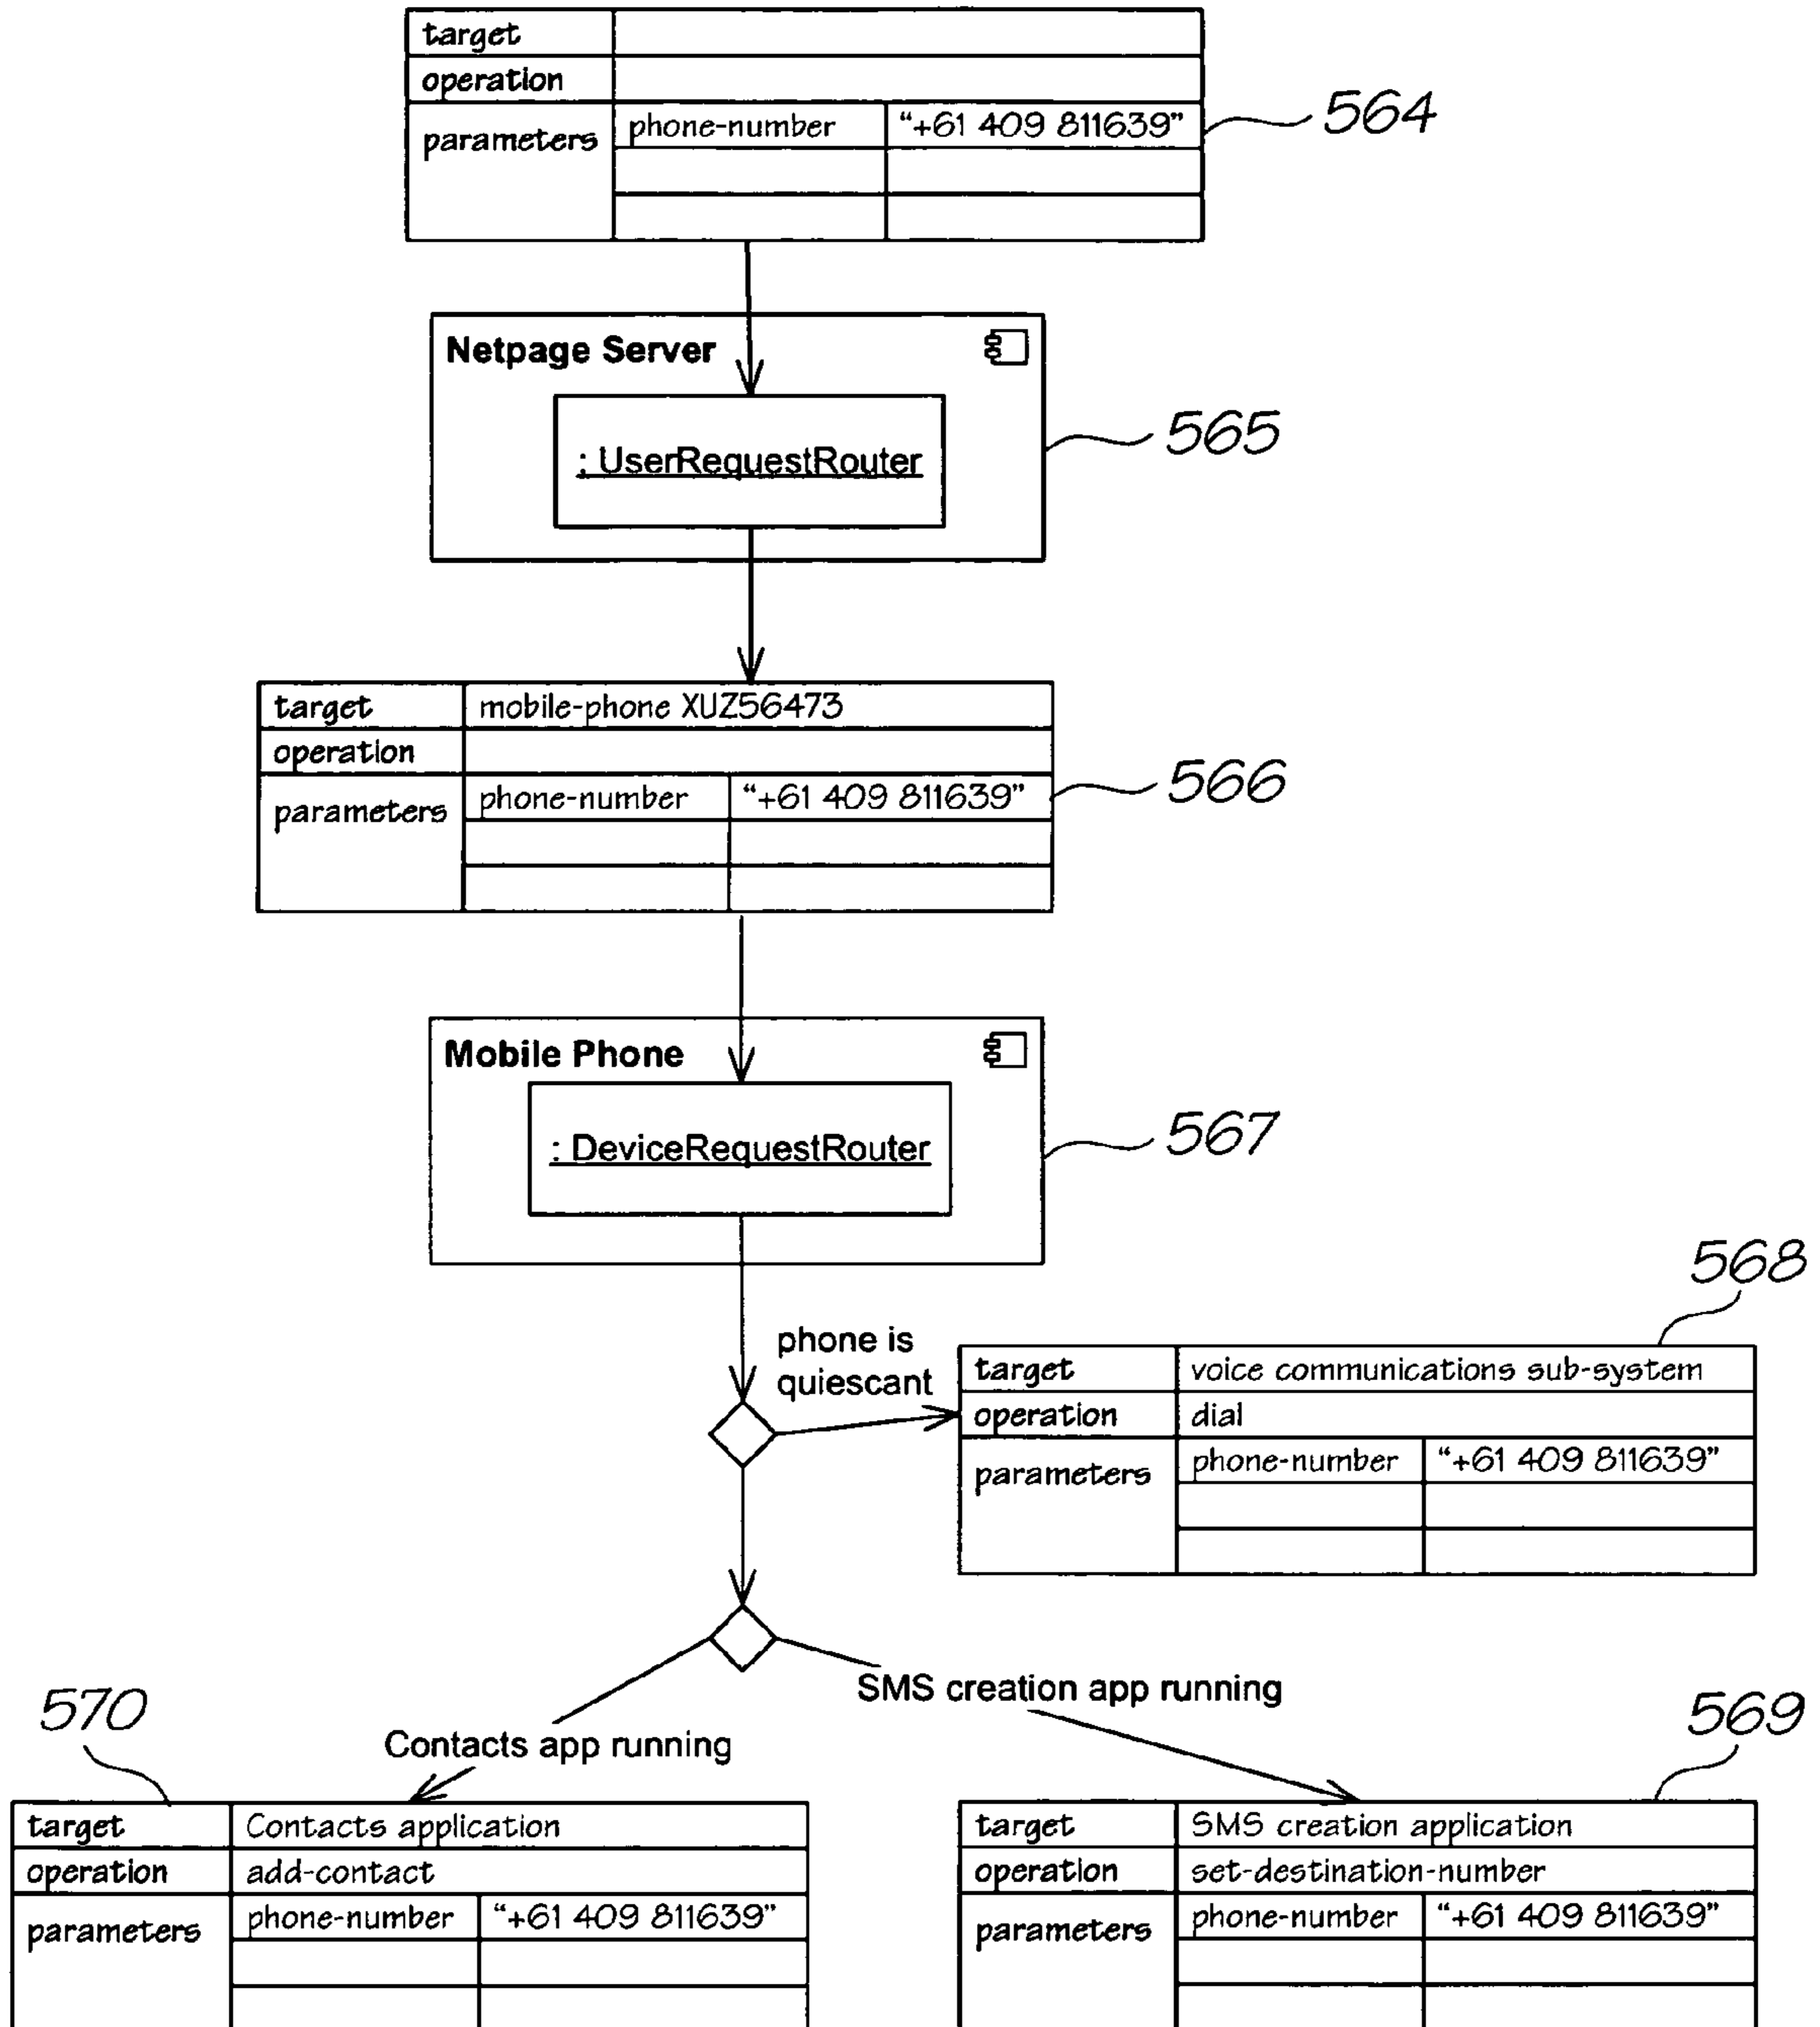 target
operation
parameters phone-number “+61 409 811639”
564
Netpage Server
: UserRequestRouter
565
target mobile-phone XUZ56473
operation
parameters phone-number “+61 409 811639”
566
Mobile Phone
: DeviceRequestRouter
567
phone is
quiescant
568
target voice communications sub-system
operation dial
parameters phone-number “+61 409 811639”
SMS creation app running
Contacts app running
570
target Contacts application
operation add-contact
parameters phone-number “+61 409 811639”
569
target SMS creation application
operation set-destination-number
parameters phone-number “+61 409 811639”